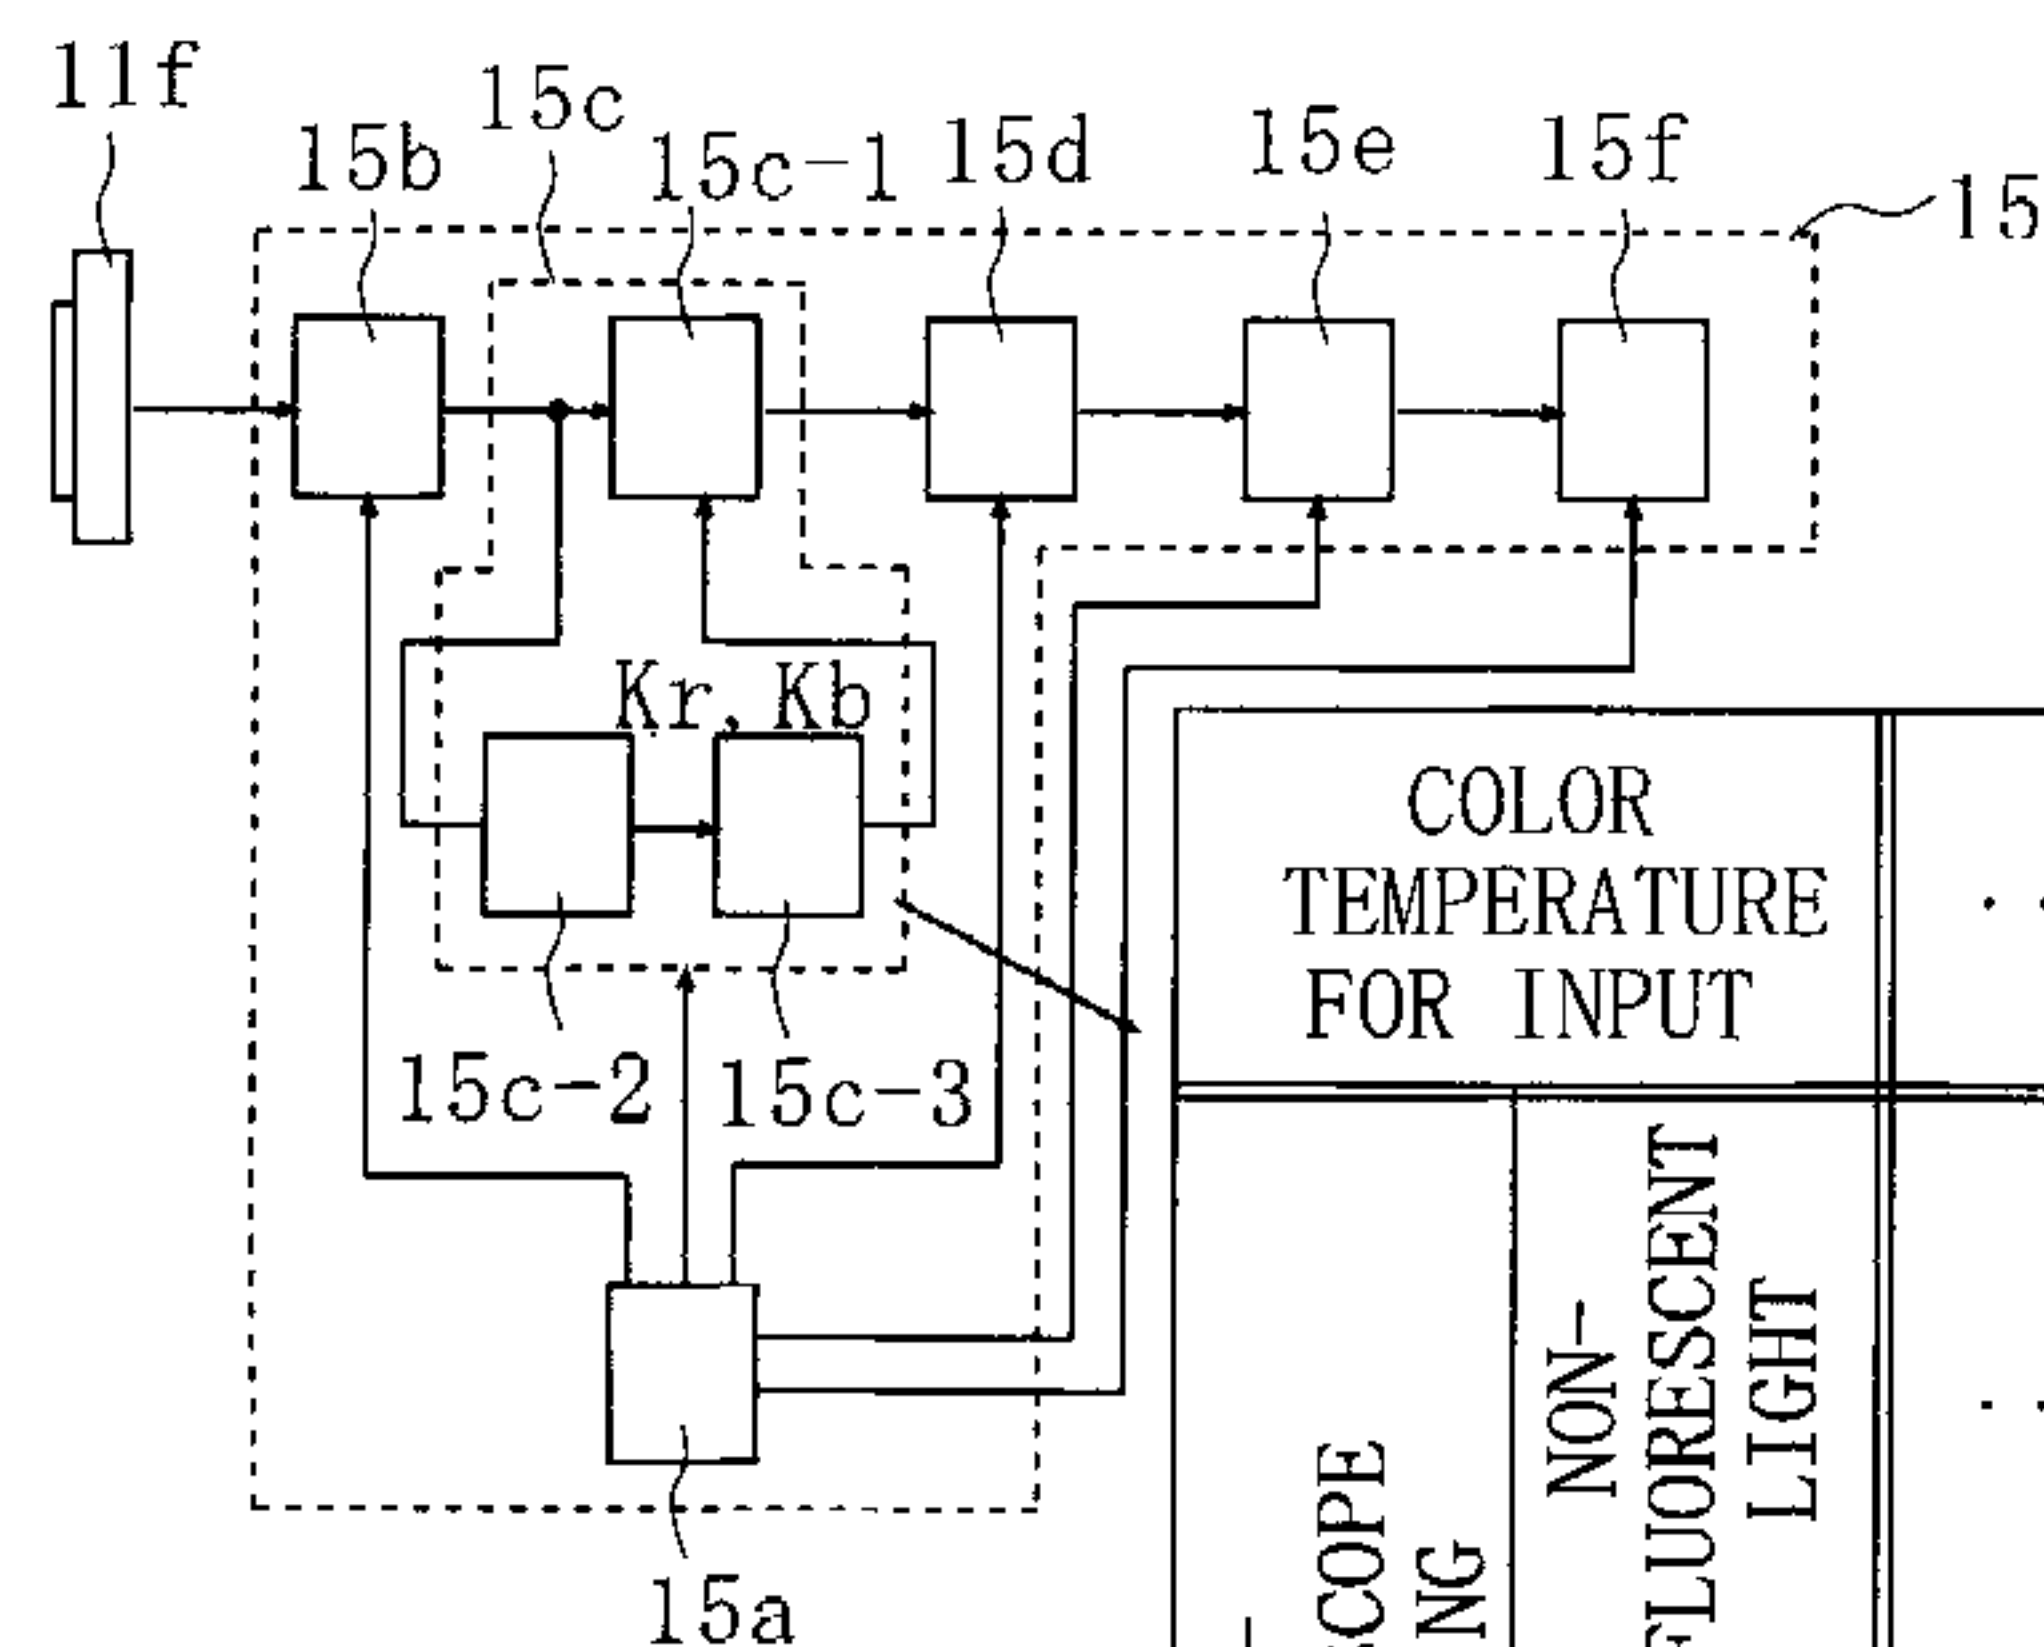 11f
15b
15c
15c-1
15d
15e
15f
15
Kr, Kb
15c-2
15c-3
15a
COLOR
TEMPERATURE
FOR INPUT
NON-
FLUORESCENT
LIGHT